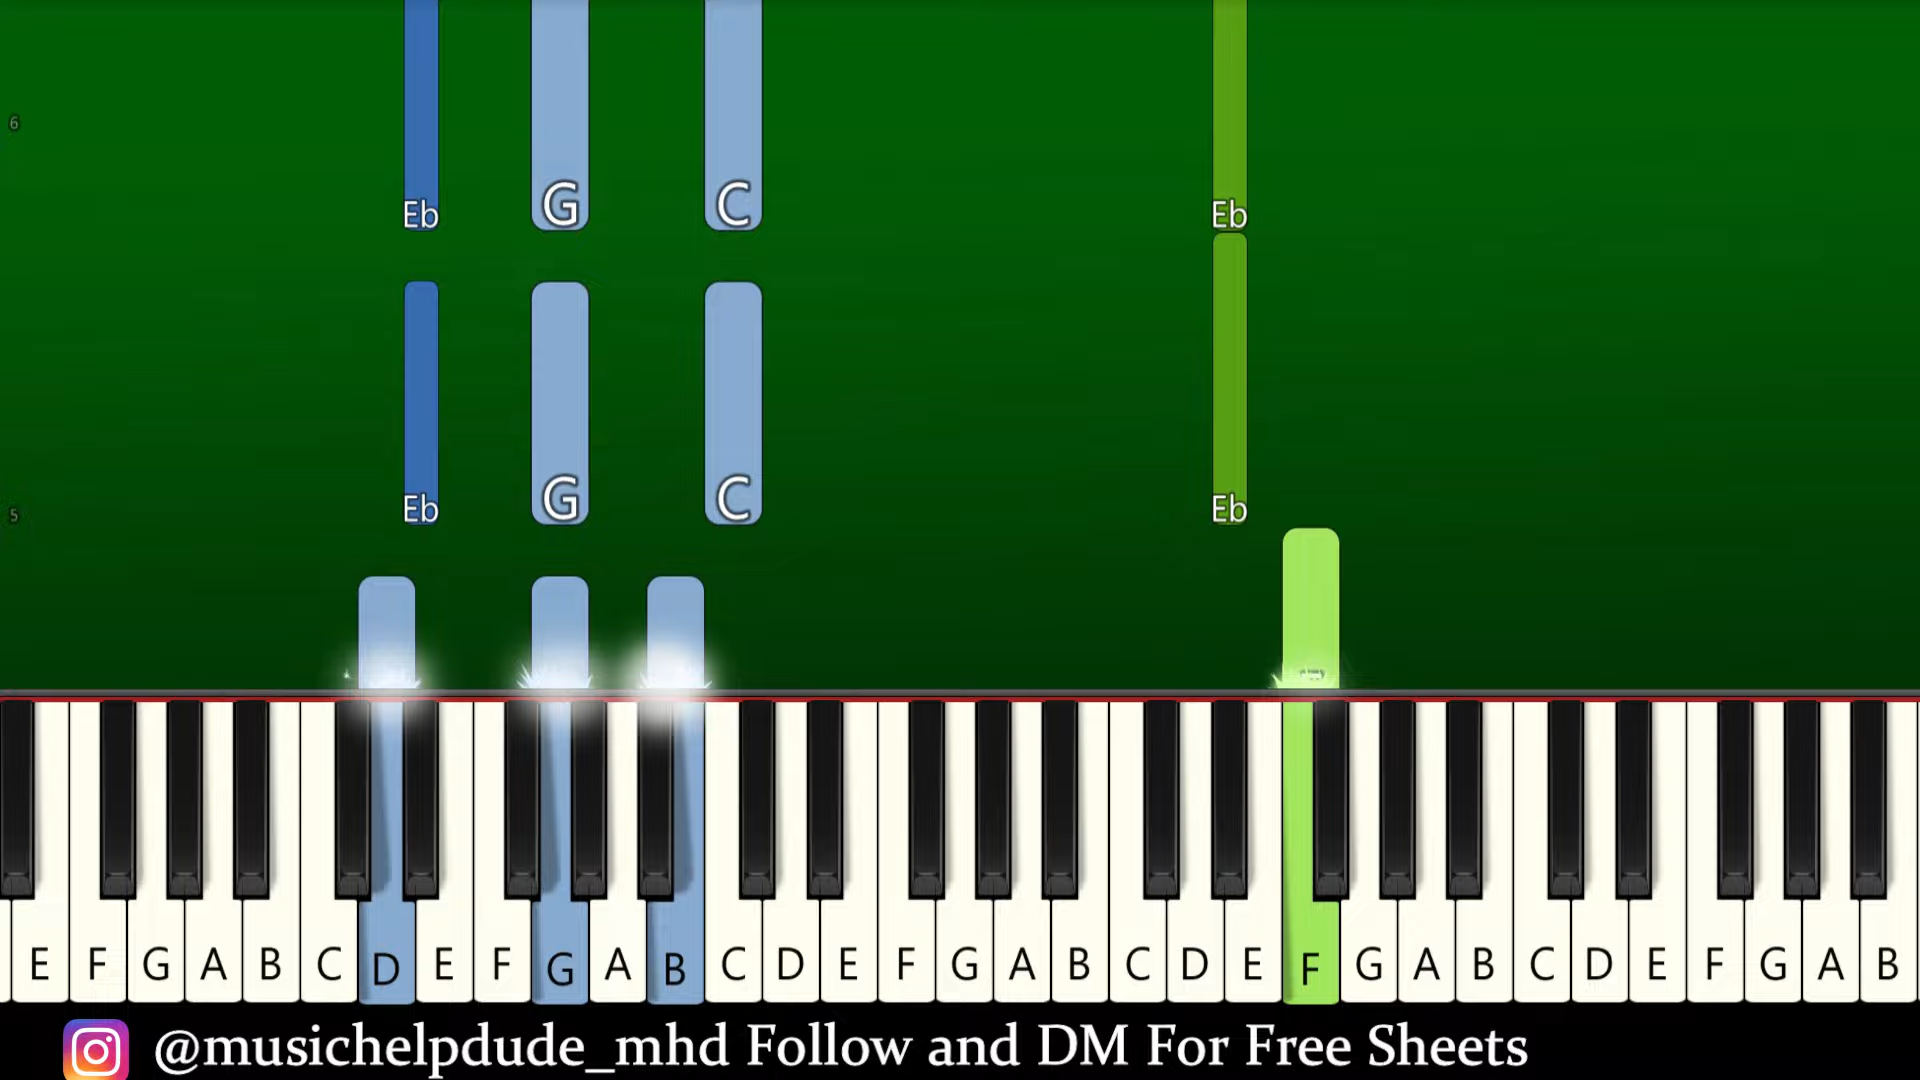 6
Eb G C Eb
5
Eb G C Eb
E F G A B C D E F G A B C D E F G A B C D E F G A B C D E F G A B
@musichelpdude_mhd Follow and DM For Free Sheets